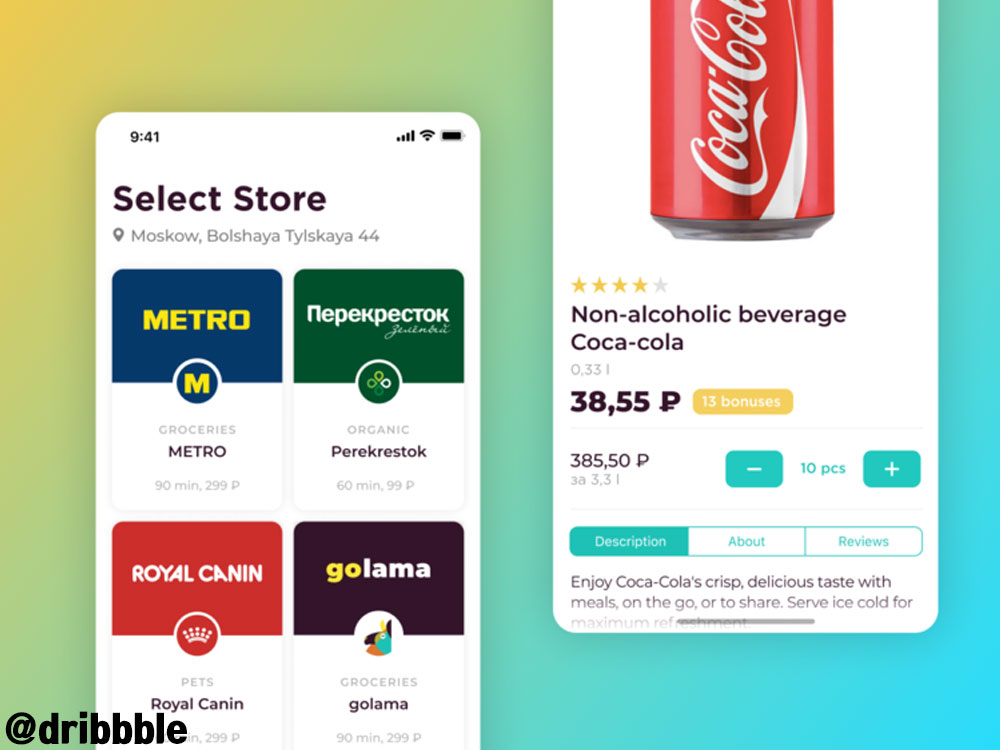 9:41
Select Store
Moskow, Bolshaya Tylskaya 44
METRO
M
GROCERIES
METRO
90 min, 299 ₽
Перекресток
зелёный
ORGANIC
Perekrestok
60 min, 99 ₽
ROYAL CANIN
PETS
Royal Canin
90 min, 299 ₽
golama
GROCERIES
golama
90 min, 299 ₽
@dribbble
Coca-Cola
Non-alcoholic beverage
Coca-cola
0,33 l
38,55 ₽ 13 bonuses
385,50 ₽
за 3,3 l
− 10 pcs +
Description About Reviews
Enjoy Coca-Cola's crisp, delicious taste with
meals, on the go, or to share. Serve ice cold for
maximum refreshment.